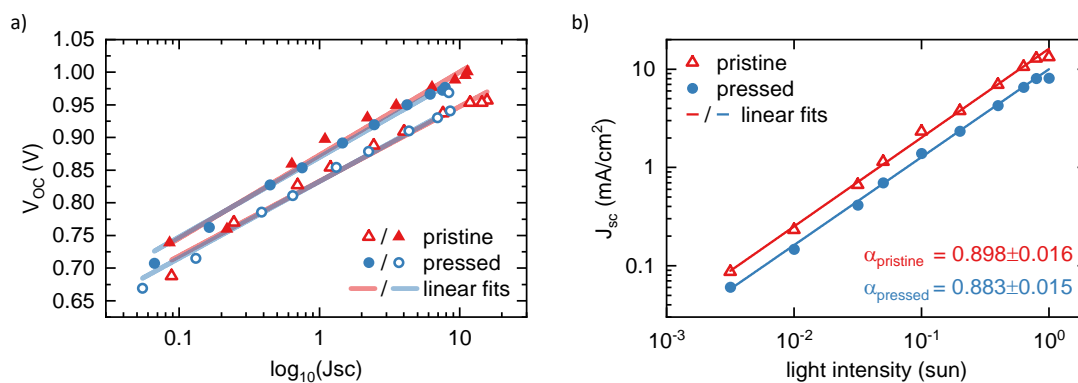 a)
1.05
1.00
0.95
0.90
0.85
0.80
0.75
0.70
0.65
V_OC (V)
0.1
1
10
log_10(Jsc)
/ pristine
/ pressed
/ linear fits
b)
10
1
0.1
J_sc (mA/cm^2)
10^-3
10^-2
10^-1
10^0
light intensity (sun)
pristine
pressed
/ linear fits
α_pristine = 0.898±0.016
α_pressed = 0.883±0.015